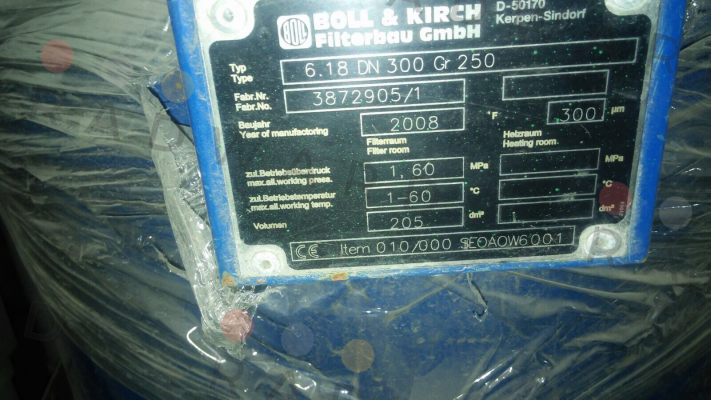 BOLL
BOLL & KIRCH
Filterbau GmbH
D-50170
Kerpen-Sindorf
Typ
Type
6.18 DN 300 Gr 250
Fabr.Nr.
Fabr.No.
3872905/1
Baujahr
Year of manufactoring
2008
°F
300 µm
Filterraum
Filter room
Heizraum
Heating room
zul.Betriebsüberdruck
max.all.working press.
1,60 MPa
MPa
zul.Betriebstemperatur
max.all.working temp.
1-60 °C
°C
Volumen
205 dm³
1 dm³
CE Item 010/000 SEOAOW6001